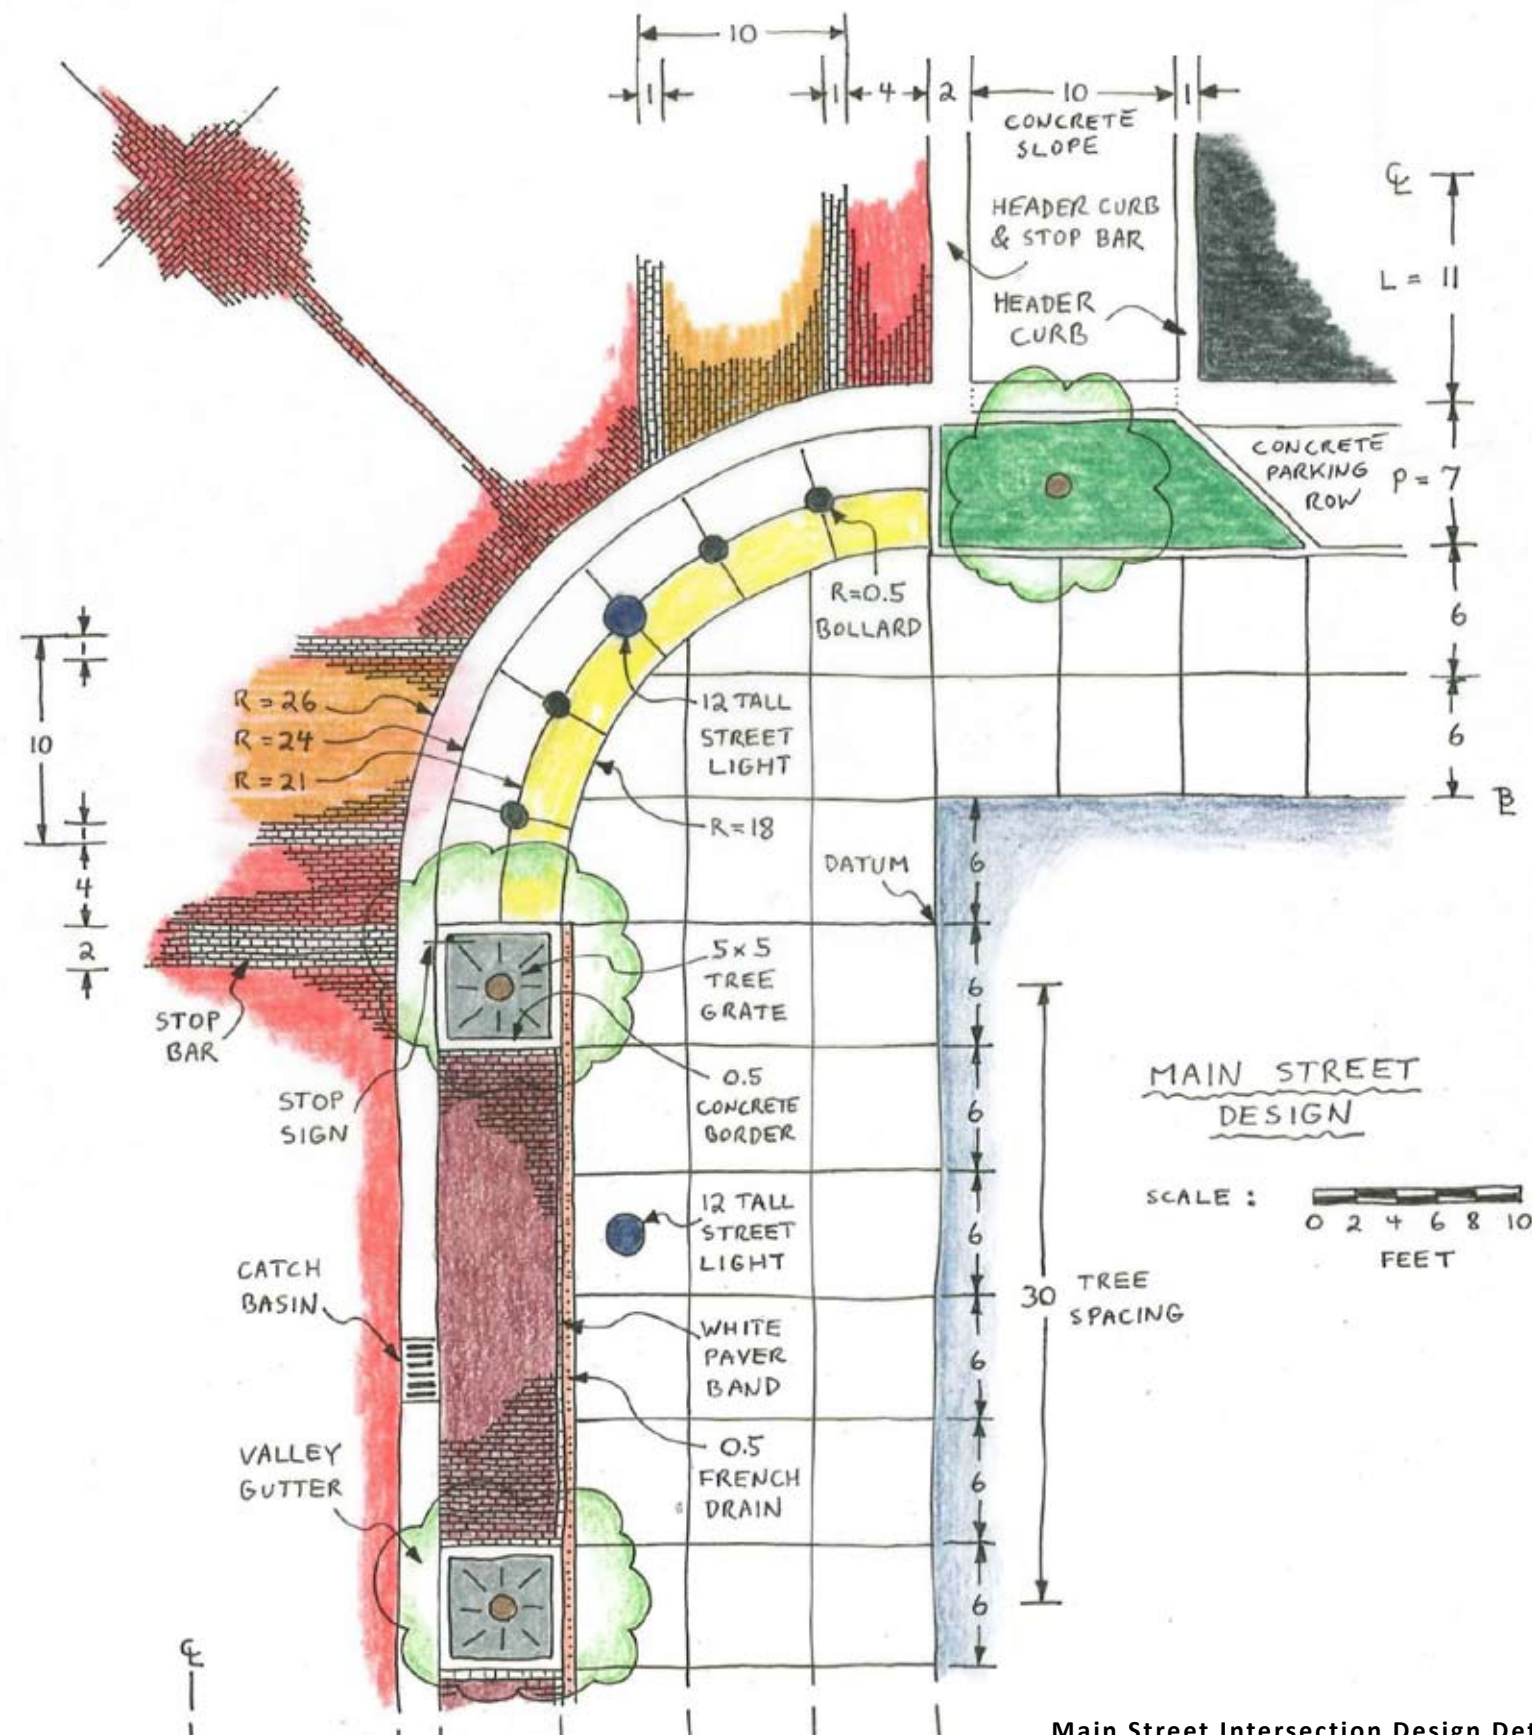 10
1
1
4
2
10
1
CONCRETE
SLOPE
℄
HEADER CURB
& STOP BAR
L = 11
HEADER
CURB
CONCRETE
PARKING
ROW
P = 7
R=0.5
BOLLARD
6
1
10
R = 26
R = 24
R = 21
12 TALL
STREET
LIGHT
6
1
R=18
℄
4
DATUM
6
2
5x5
TREE
GRATE
6
STOP
BAR
STOP
SIGN
0.5
CONCRETE
BORDER
6
MAIN STREET
DESIGN
12 TALL
STREET
LIGHT
6
SCALE :
0 2 4 6 8 10
FEET
CATCH
BASIN
30 TREE
SPACING
WHITE
PAVER
BAND
6
VALLEY
GUTTER
0.5
FRENCH
DRAIN
6
6
℄
Main Street Intersection Design Det